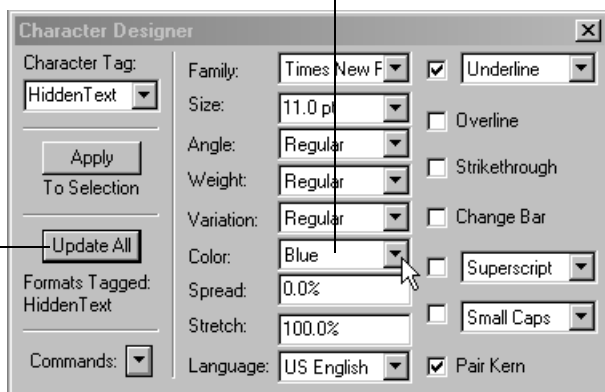 Character Designer
Character Tag:
HiddenText
Apply
To Selection
Update All
Formats Tagged:
HiddenText
Commands:
Family: Times New F
Size: 11.0 pt
Angle: Regular
Weight: Regular
Variation: Regular
Color: Blue
Spread: 0.0%
Stretch: 100.0%
Language: US English
Underline
Overline
Strikethrough
Change Bar
Superscript
Small Caps
Pair Kern